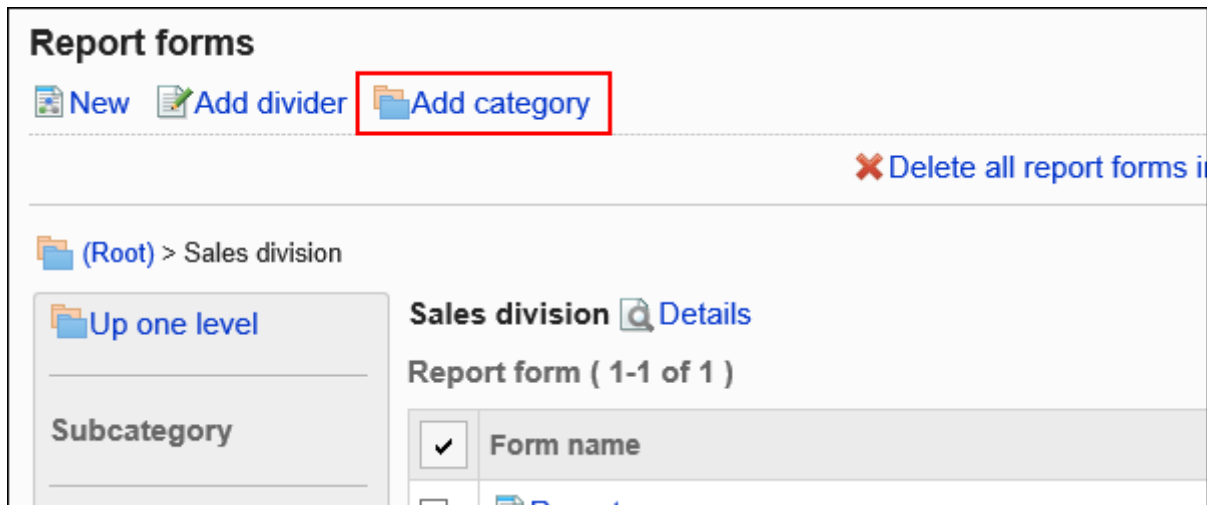 Report forms
New Add divider Add category
Delete all report forms
(Root) > Sales division
Up one level
Subcategory
Sales division Details
Report form ( 1-1 of 1 )
Form name